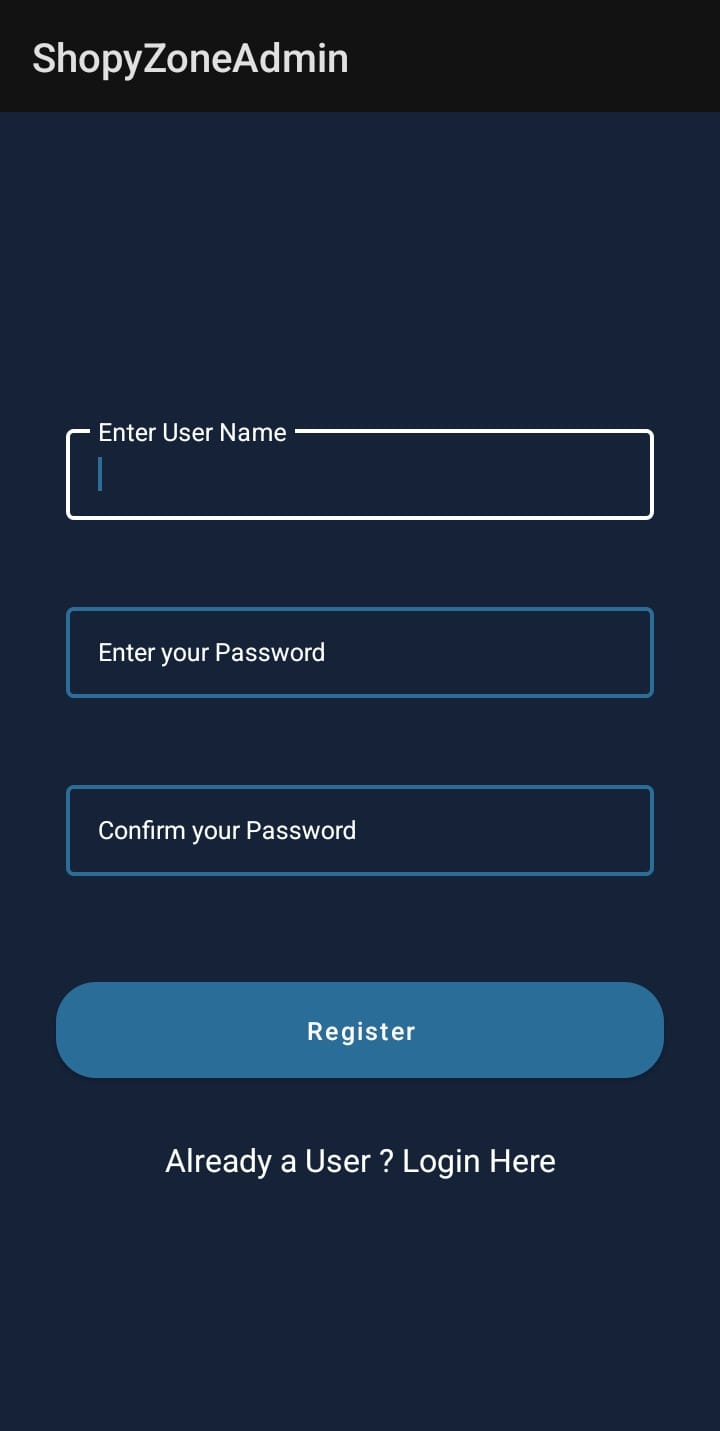 ShopyZoneAdmin
Enter User Name
Enter your Password
Confirm your Password
Register
Already a User ? Login Here